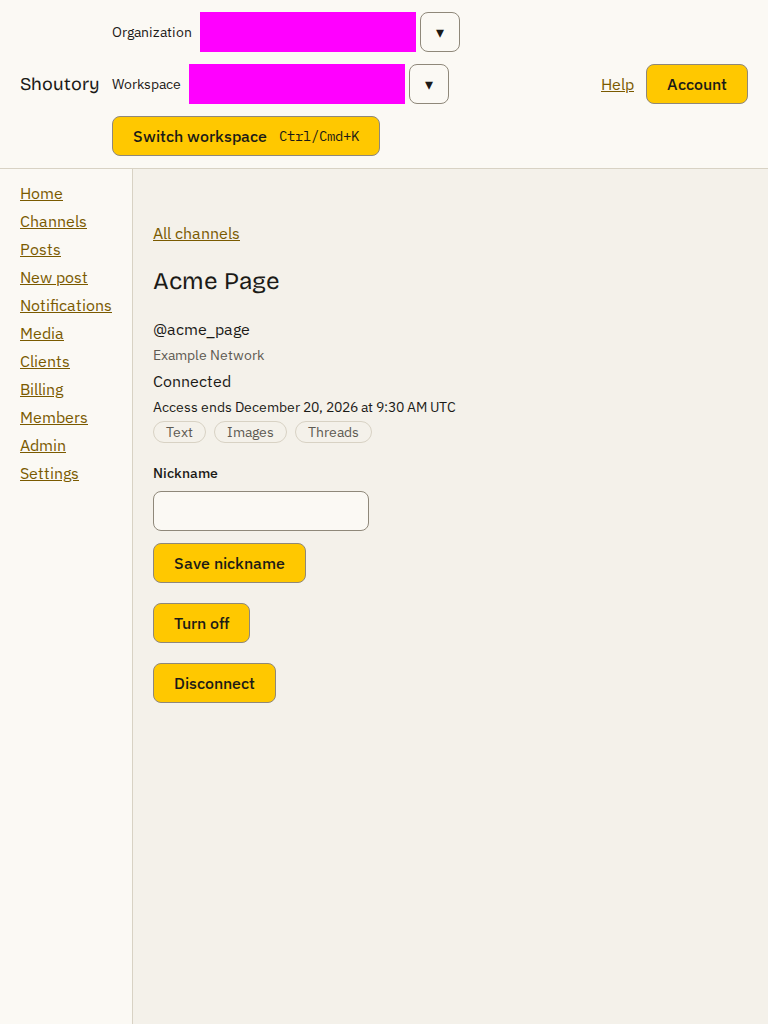 Organization ▼
Shoutory Workspace ▼ Help Account
Switch workspace Ctrl/Cmd+K
Home
Channels
Posts
New post
Notifications
Media
Clients
Billing
Members
Admin
Settings
All channels
Acme Page
@acme_page
Example Network
Connected
Access ends December 20, 2026 at 9:30 AM UTC
Text Images Threads
Nickname
Save nickname
Turn off
Disconnect